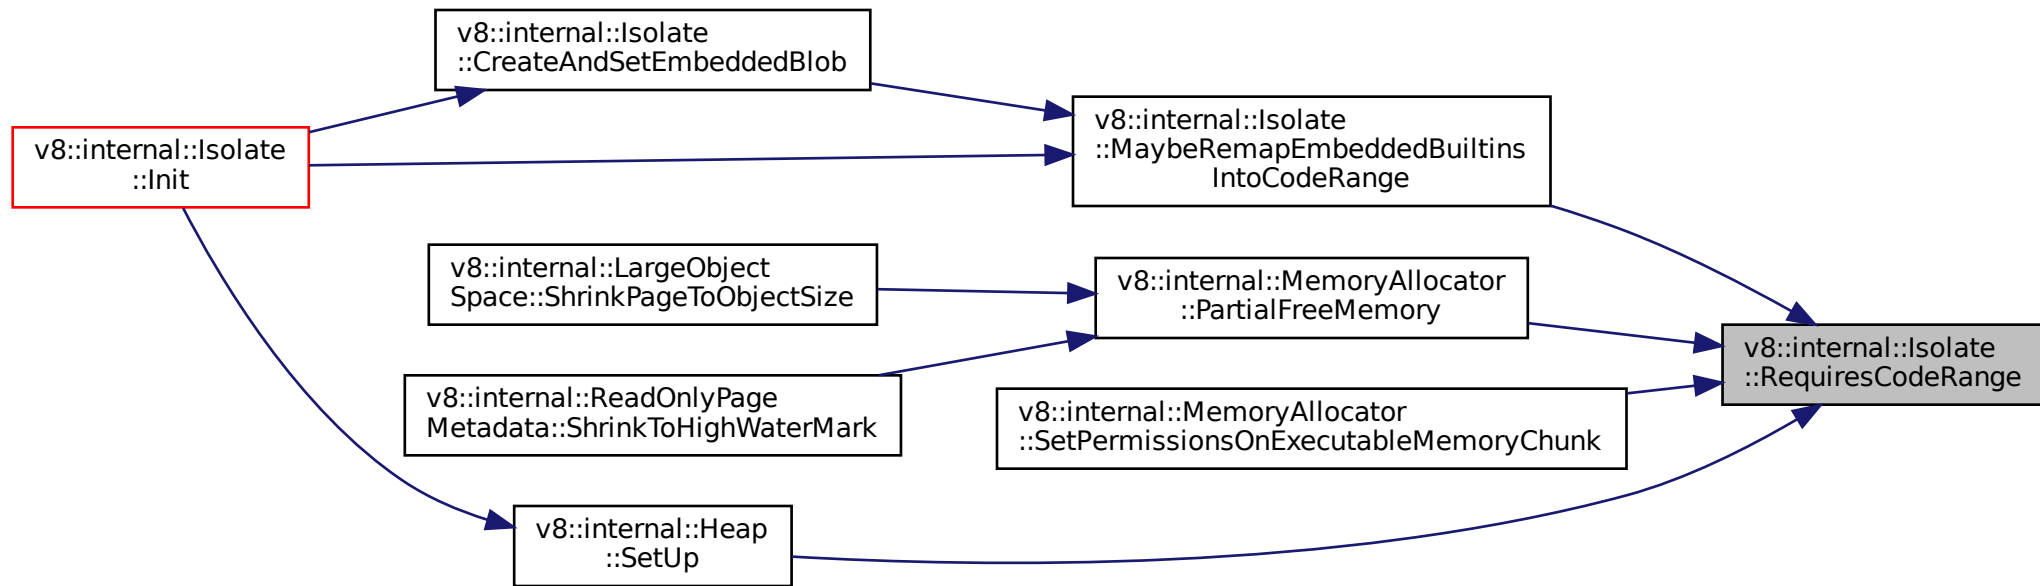 v8::internal::Isolate
::CreateAndSetEmbeddedBlob
v8::internal::Isolate
::MaybeRemapEmbeddedBuiltins
IntoCodeRange
v8::internal::Isolate
::Init
v8::internal::LargeObject
Space::ShrinkPageToObjectSize
v8::internal::MemoryAllocator
::PartialFreeMemory
v8::internal::Isolate
::RequiresCodeRange
v8::internal::ReadOnlyPage
Metadata::ShrinkToHighWaterMark
v8::internal::MemoryAllocator
::SetPermissionsOnExecutableMemoryChunk
v8::internal::Heap
::SetUp